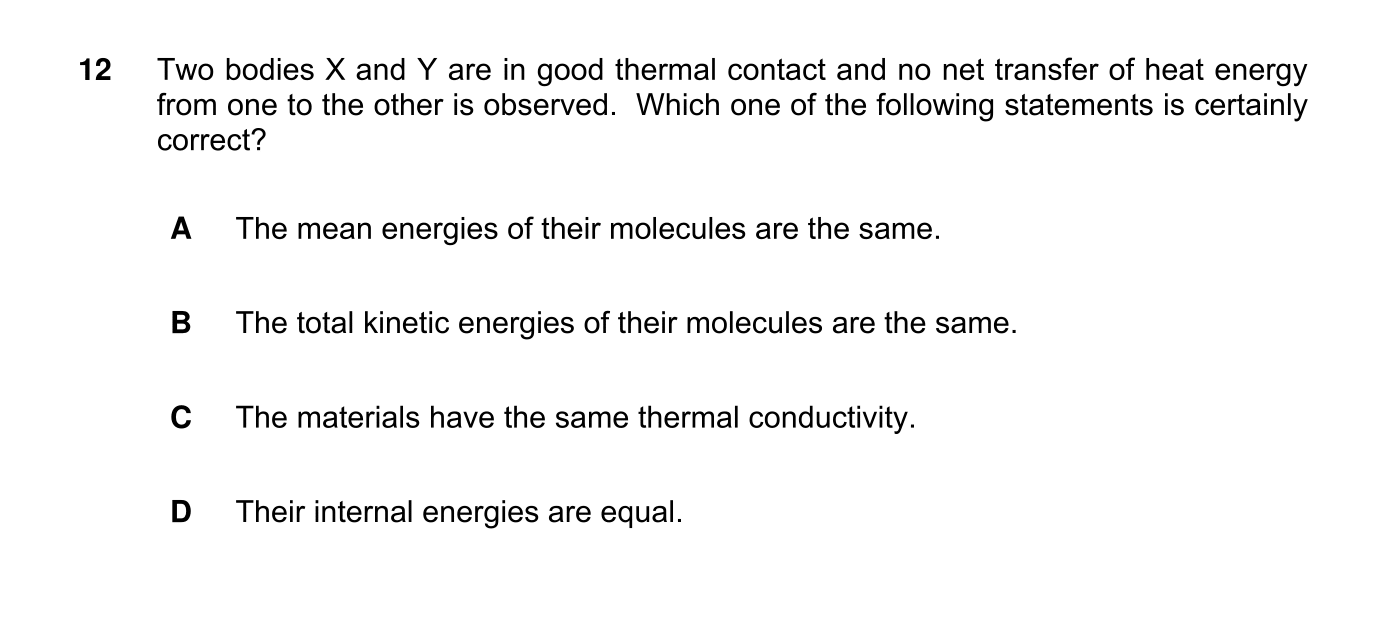 12 Two bodies X and Y are in good thermal contact and no net transfer of heat energy
from one to the other is observed. Which one of the following statements is certainly
correct?
A The mean energies of their molecules are the same.
B The total kinetic energies of their molecules are the same.
C The materials have the same thermal conductivity.
D Their internal energies are equal.